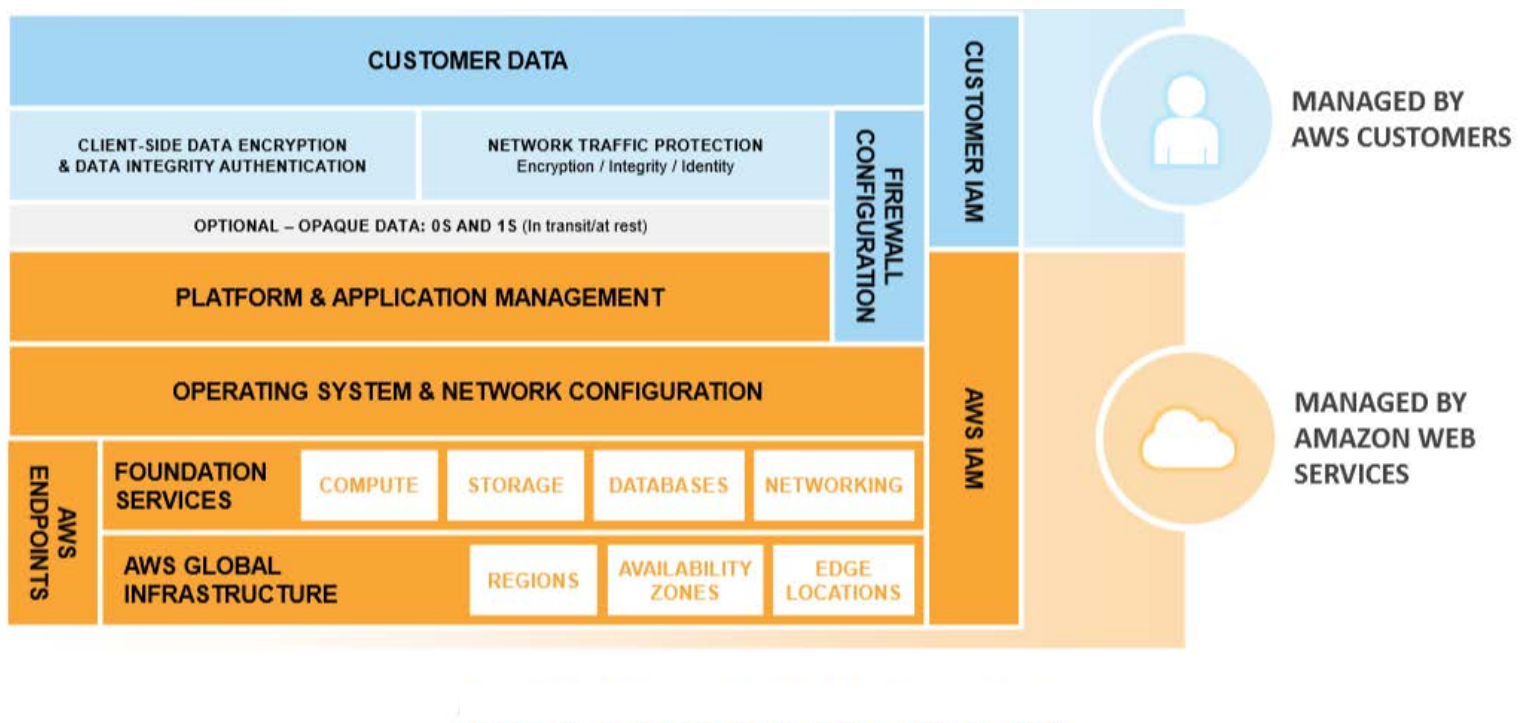 CUSTOMER DATA
CUSTOMER IAM
MANAGED BY
AWS CUSTOMERS
CLIENT-SIDE DATA ENCRYPTION
& DATA INTEGRITY AUTHENTICATION
NETWORK TRAFFIC PROTECTION
Encryption / Integrity / Identity
FIREWALL
CONFIGURATION
OPTIONAL – OPAQUE DATA: 0S AND 1S (In transit/at rest)
PLATFORM & APPLICATION MANAGEMENT
OPERATING SYSTEM & NETWORK CONFIGURATION
AWS IAM
MANAGED BY
AMAZON WEB
SERVICES
AWS
ENDPOINTS
FOUNDATION
SERVICES
COMPUTE
STORAGE
DATABASES
NETWORKING
AWS GLOBAL
INFRASTRUCTURE
REGIONS
AVAILABILITY
ZONES
EDGE
LOCATIONS